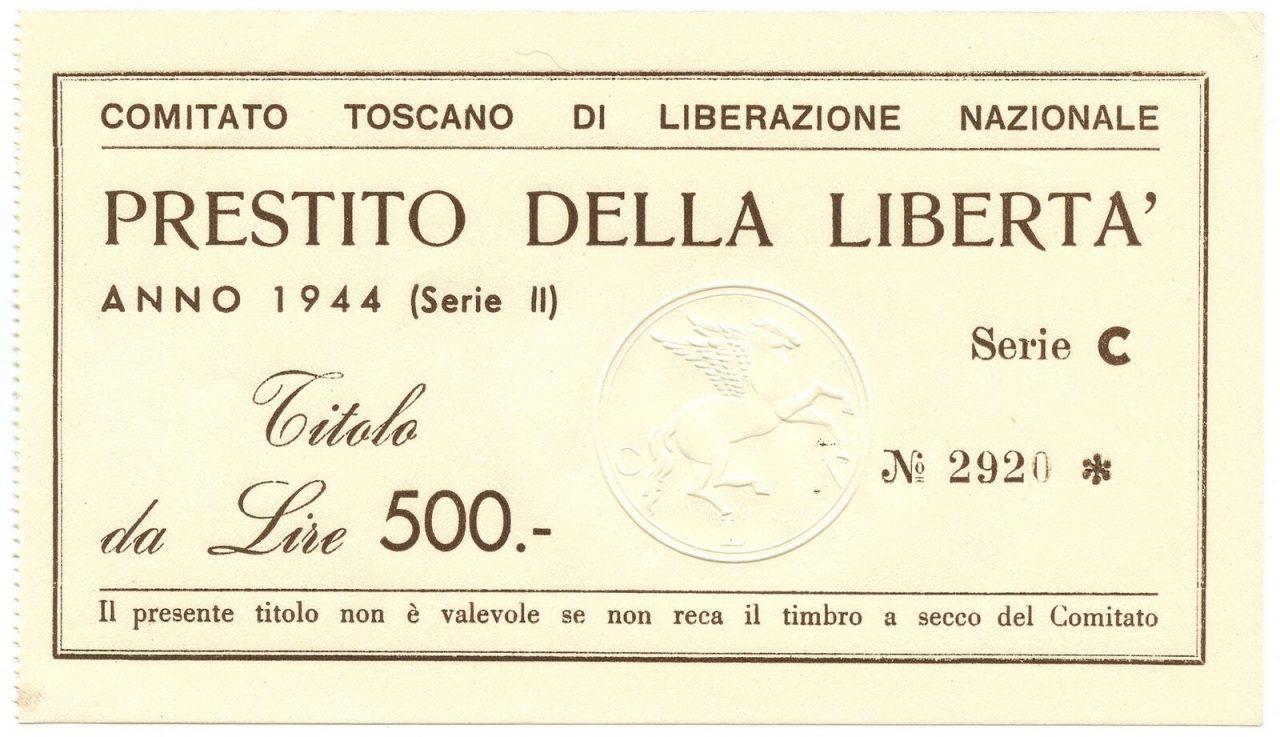 COMITATO TOSCANO DI LIBERAZIONE NAZIONALE
PRESTITO DELLA LIBERTA'
ANNO 1944 (Serie II)
Serie C
Titolo
№ 2920 *
da Lire 500.-
C L N
Il presente titolo non è valevole se non reca il timbro a secco del Comitato